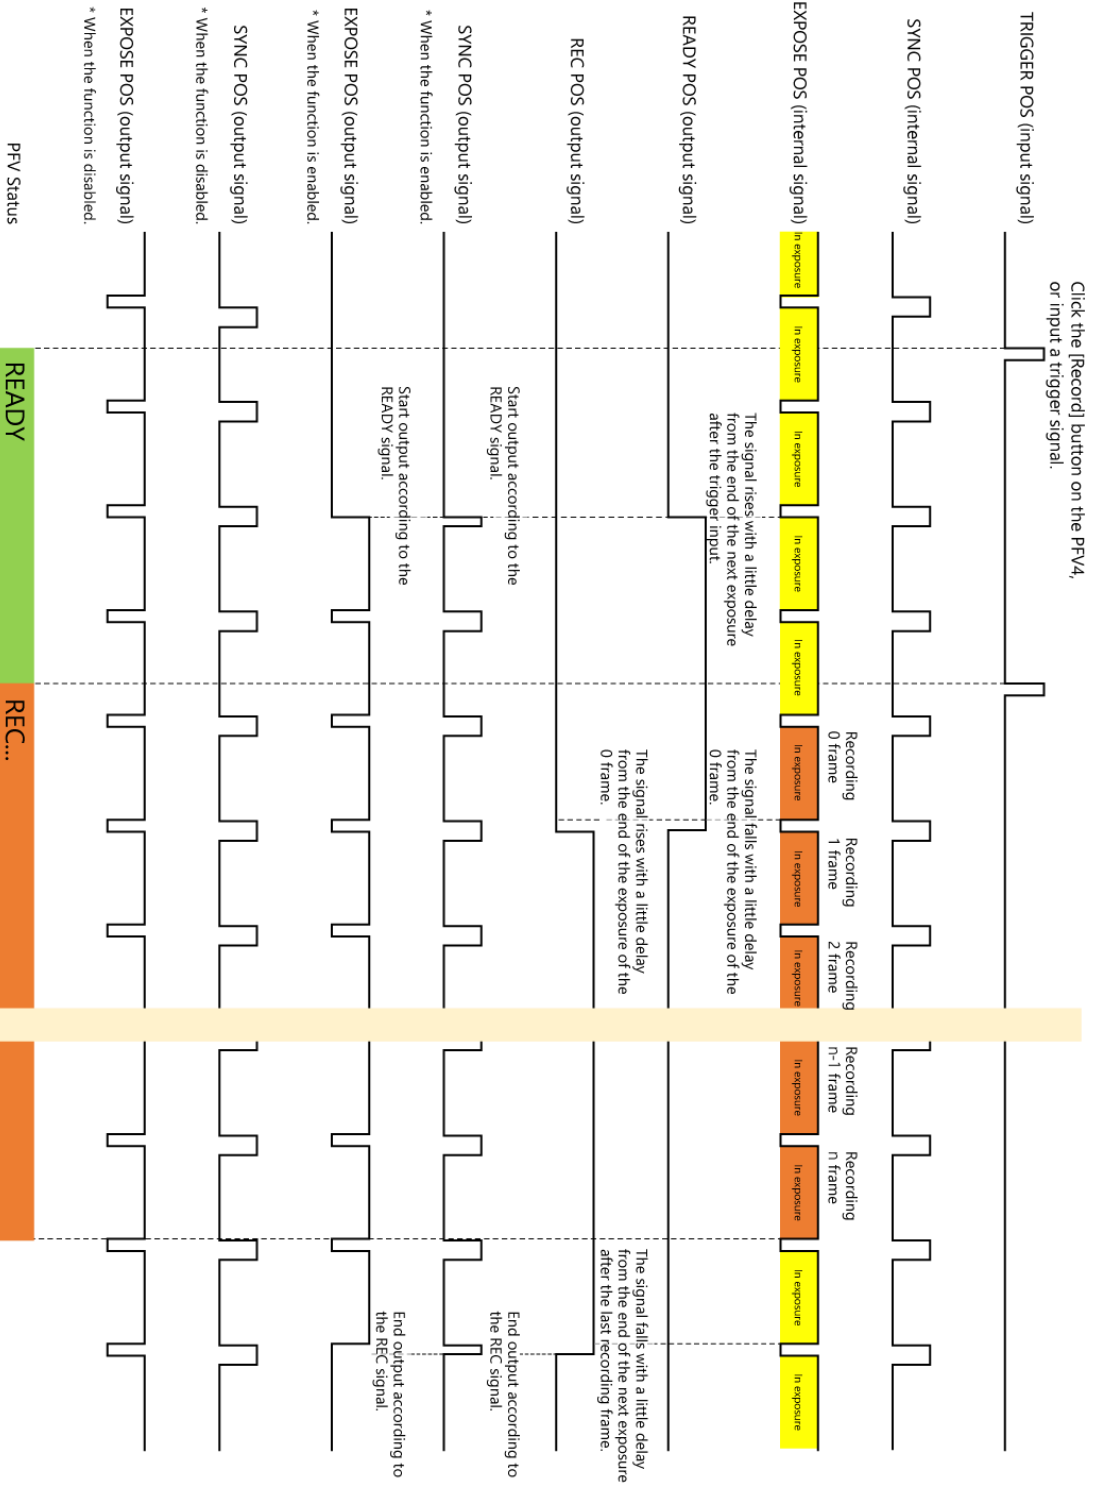 Click the [Record] button on the PFV4,
or input a trigger signal.
TRIGGER POS (input signal)
SYNC POS (internal signal)
Recording
0 frame
Recording
1 frame
Recording
2 frame
Recording
n-1 frame
Recording
n frame
EXPOSE POS (internal signal)
In exposure
In exposure
In exposure
In exposure
In exposure
In exposure
In exposure
In exposure
In exposure
In exposure
In exposure
In exposure
The signal rises with a little delay
from the end of the next exposure
after the trigger input.
The signal falls with a little delay
from the end of the exposure of the
0 frame.
READY POS (output signal)
The signal rises with a little delay
from the end of the exposure of the
0 frame.
The signal falls with a little delay
from the end of the next exposure
after the last recording frame.
REC POS (output signal)
Start output according to the
READY signal.
End output according to
the REC signal.
SYNC POS (output signal)
* When the function is enabled.
Start output according to the
READY signal.
End output according to
the REC signal.
EXPOSE POS (output signal)
* When the function is enabled.
SYNC POS (output signal)
* When the function is disabled.
EXPOSE POS (output signal)
* When the function is disabled.
PFV Status
READY
REC...